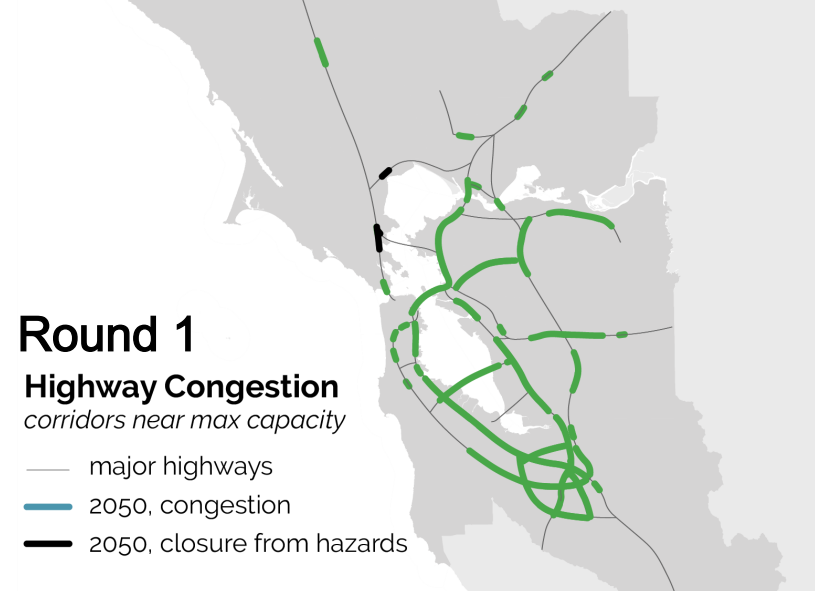 Round 1
Highway Congestion
corridors near max capacity
major highways
2050, congestion
2050, closure from hazards